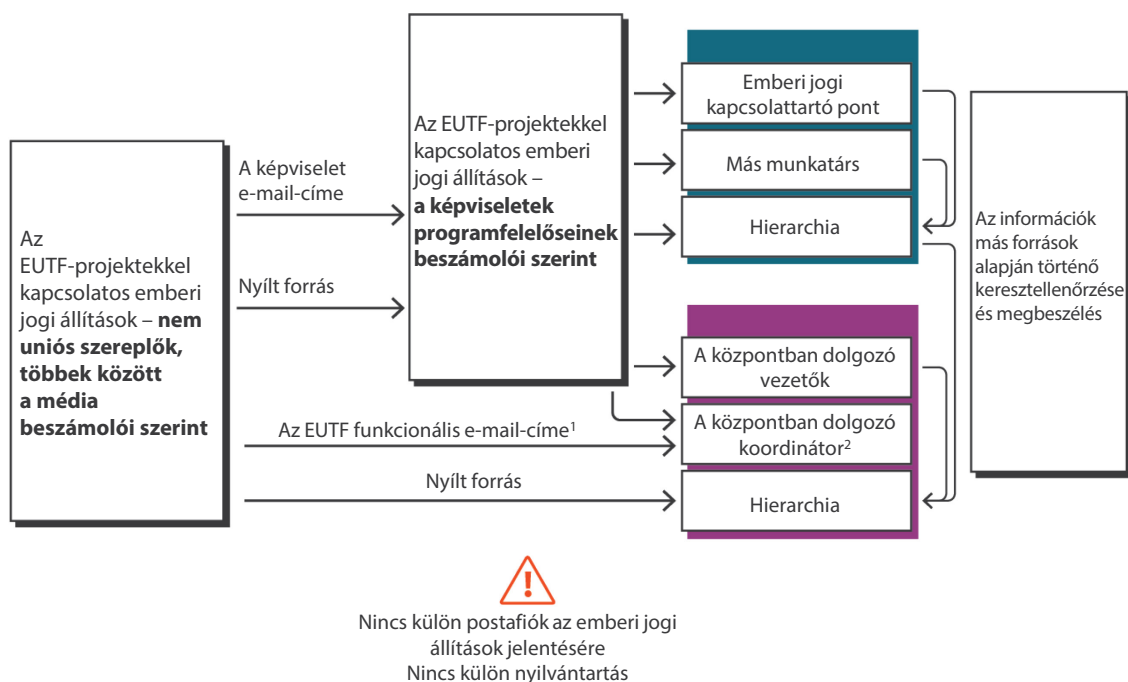 Az
EUTF-projektekkel
kapcsolatos emberi
jogi állítások – nem
uniós szereplők,
többek között
a média
beszámolói szerint
A képviselet
e-mail-címe
Nyílt forrás
Az EUTF-projektekkel
kapcsolatos emberi
jogi állítások –
a képviseletek
programfelelőseinek
beszámolói szerint
Az EUTF funkcionális e-mail-címe¹
Nyílt forrás
Emberi jogi
kapcsolattartó pont
Más munkatárs
Hierarchia
A központban dolgozó
vezetők
A központban dolgozó
koordinátor²
Hierarchia
Az információk
más források
alapján történő
keresztellenőrzése
és megbeszélés
Nincs külön postafiók az emberi jogi
állítások jelentésére
Nincs külön nyilvántartás